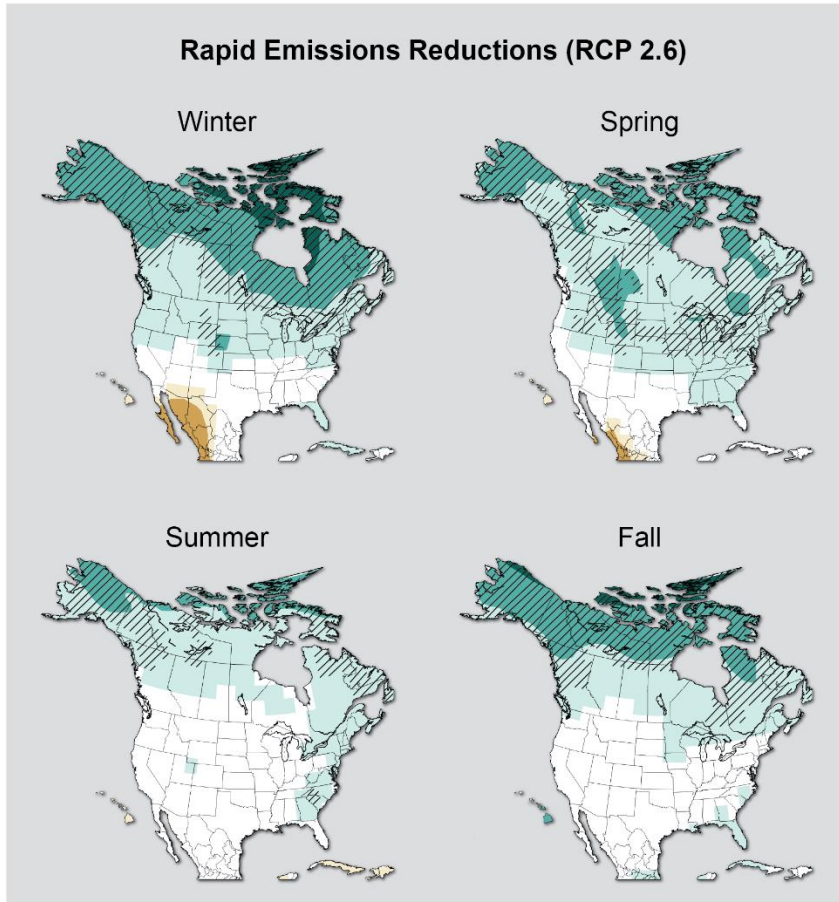 Rapid Emissions Reductions (RCP 2.6)
Winter
Spring
Summer
Fall